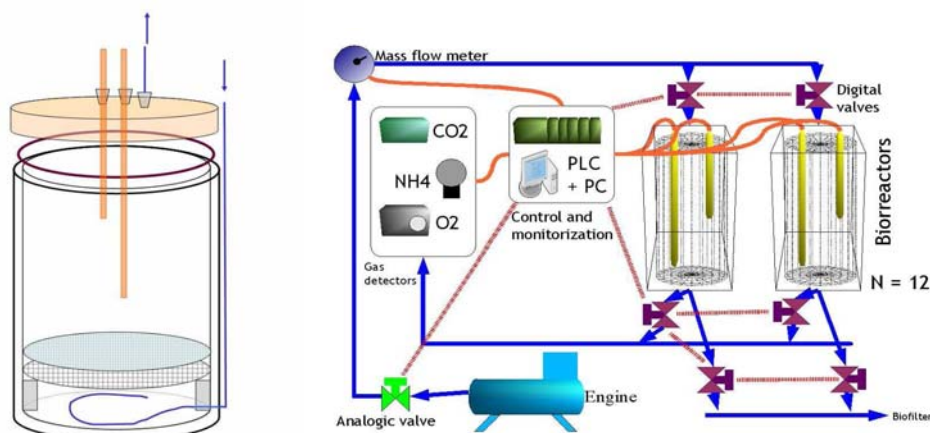 Mass flow meter
Digital
valves
CO2
NH4
O2
PLC
+ PC
Control and
monitorization
Gas
detectors
Biorreactors
N = 12
Engine
Analogic valve
Biofilter